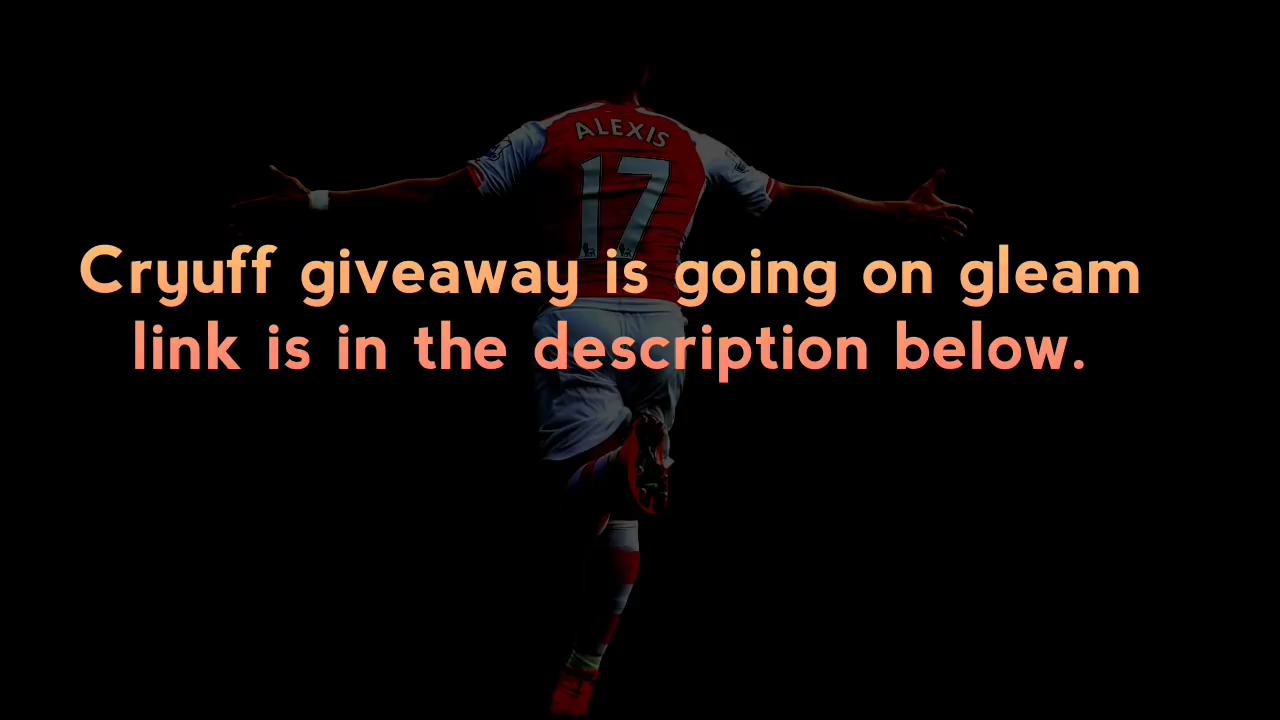 ALEXIS
17
Cryuff giveaway is going on gleam
link is in the description below.